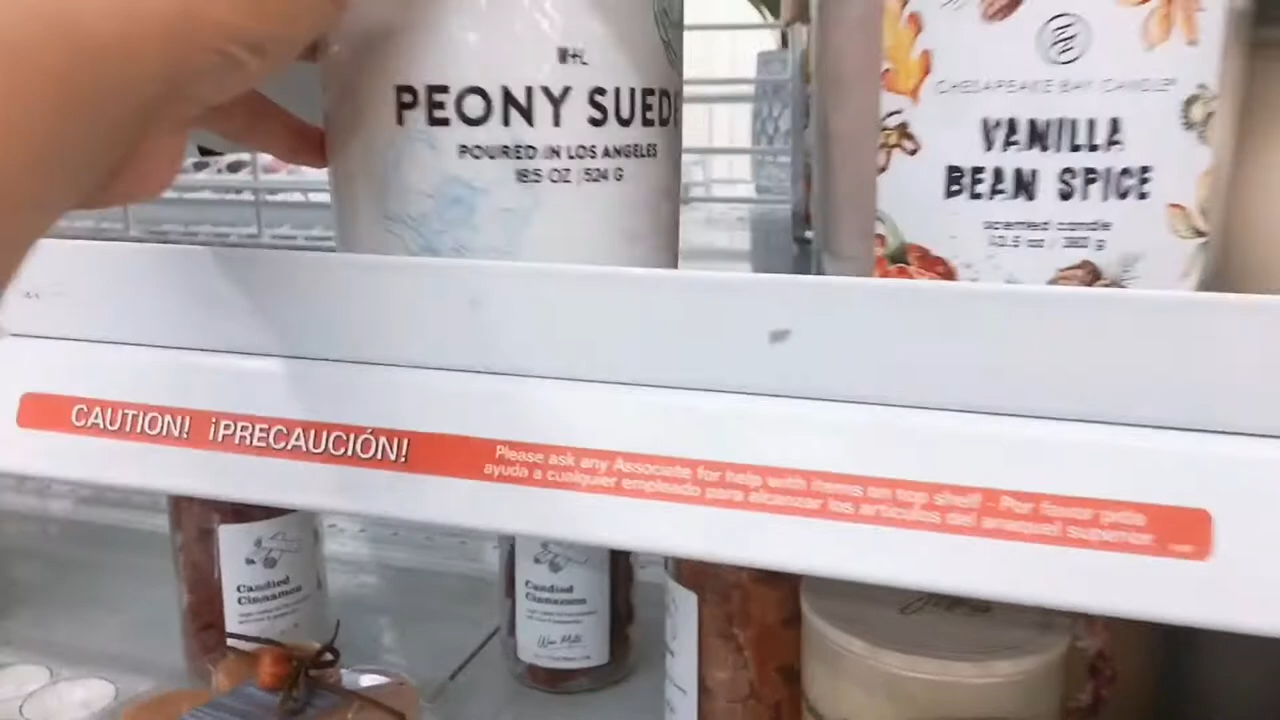 W+L
PEONY SUEDE
POURED IN LOS ANGELES
18.5 OZ | 524 G
CHESAPEAKE BAY CANDLE
VANILLA
BEAN SPICE
scented candle
CAUTION! ¡PRECAUCIÓN!
Please ask any Associate for help with items on top shelf - Por favor pida
ayuda a cualquier empleado para alcanzar los artículos del anaquel superior.
Candied
Cinnamon
Candied
Cinnamon
Wax Melts